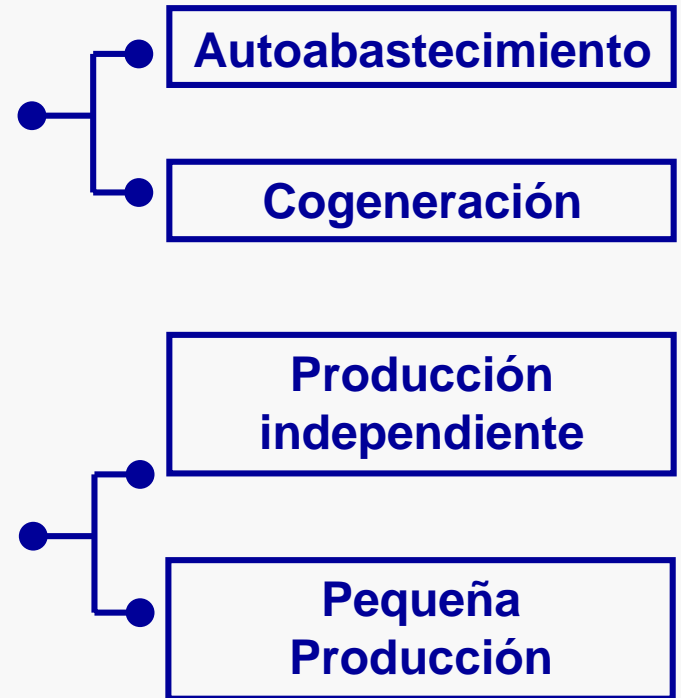 Autoabastecimiento
Cogeneración
Producción
independiente
Pequeña
Producción